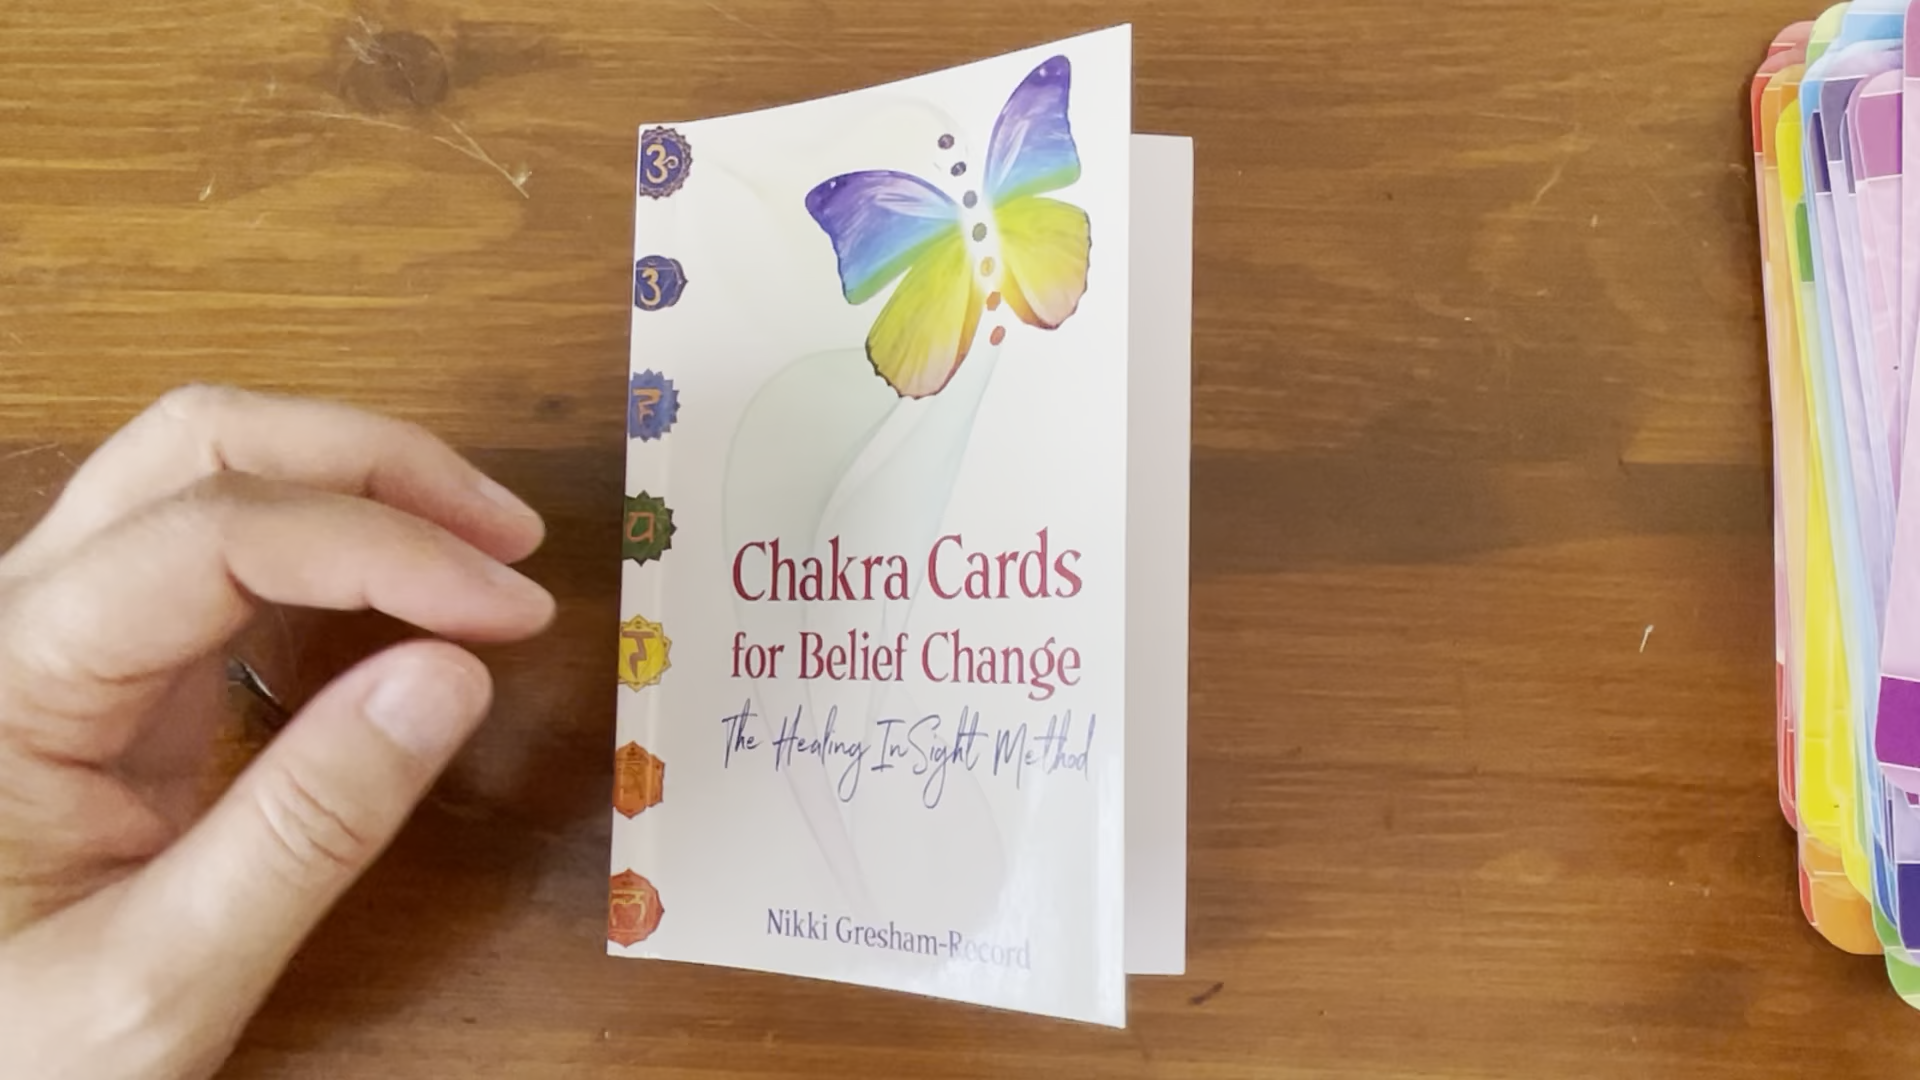 Chakra Cards
for Belief Change
The Healing InSight Method
Nikki Gresham-Record